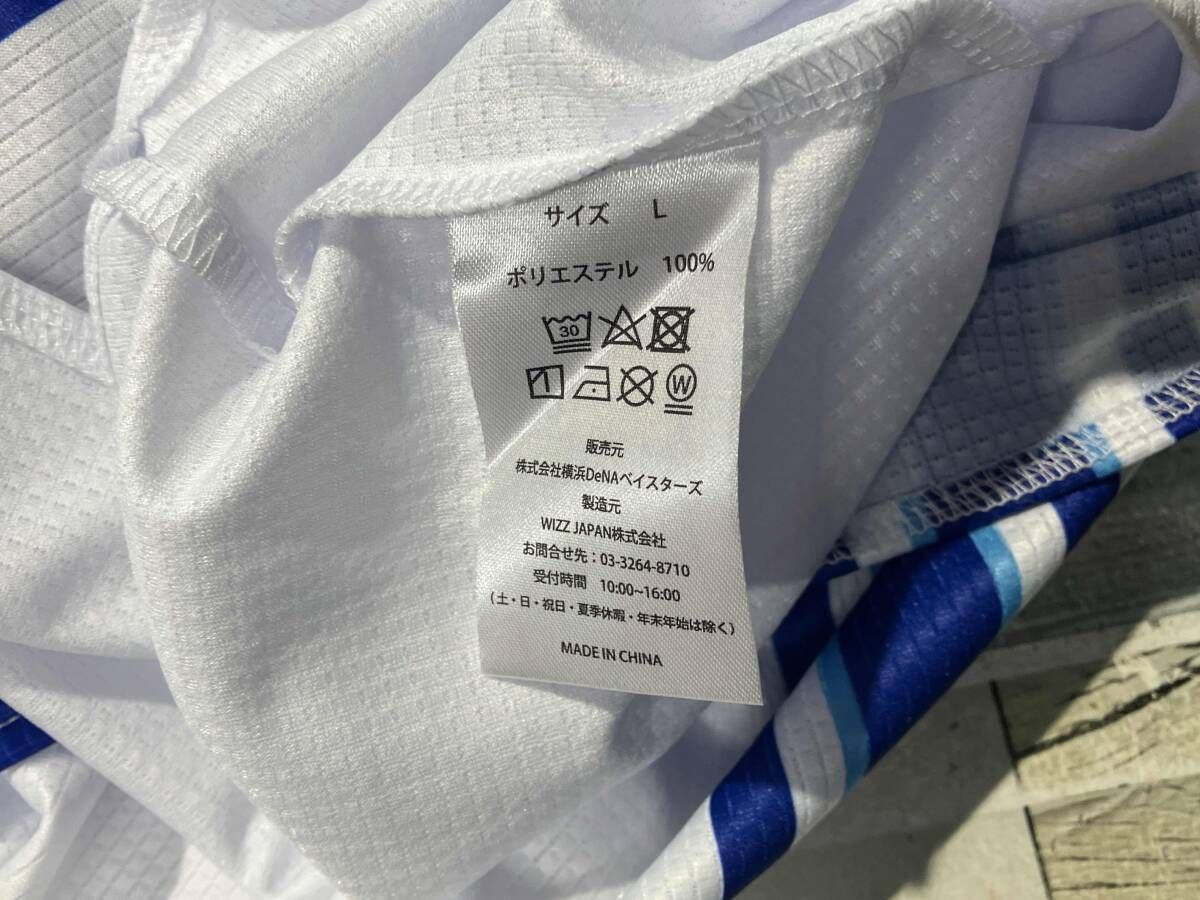 サイズ L
ポリエステル 100%
30
W
販売元
株式会社横浜DeNAベイスターズ
製造元
WIZZ JAPAN株式会社
お問合せ先：03-3264-8710
受付時間 10:00~16:00
(土・日・祝日・夏季休暇・年末年始は除く)
MADE IN CHINA